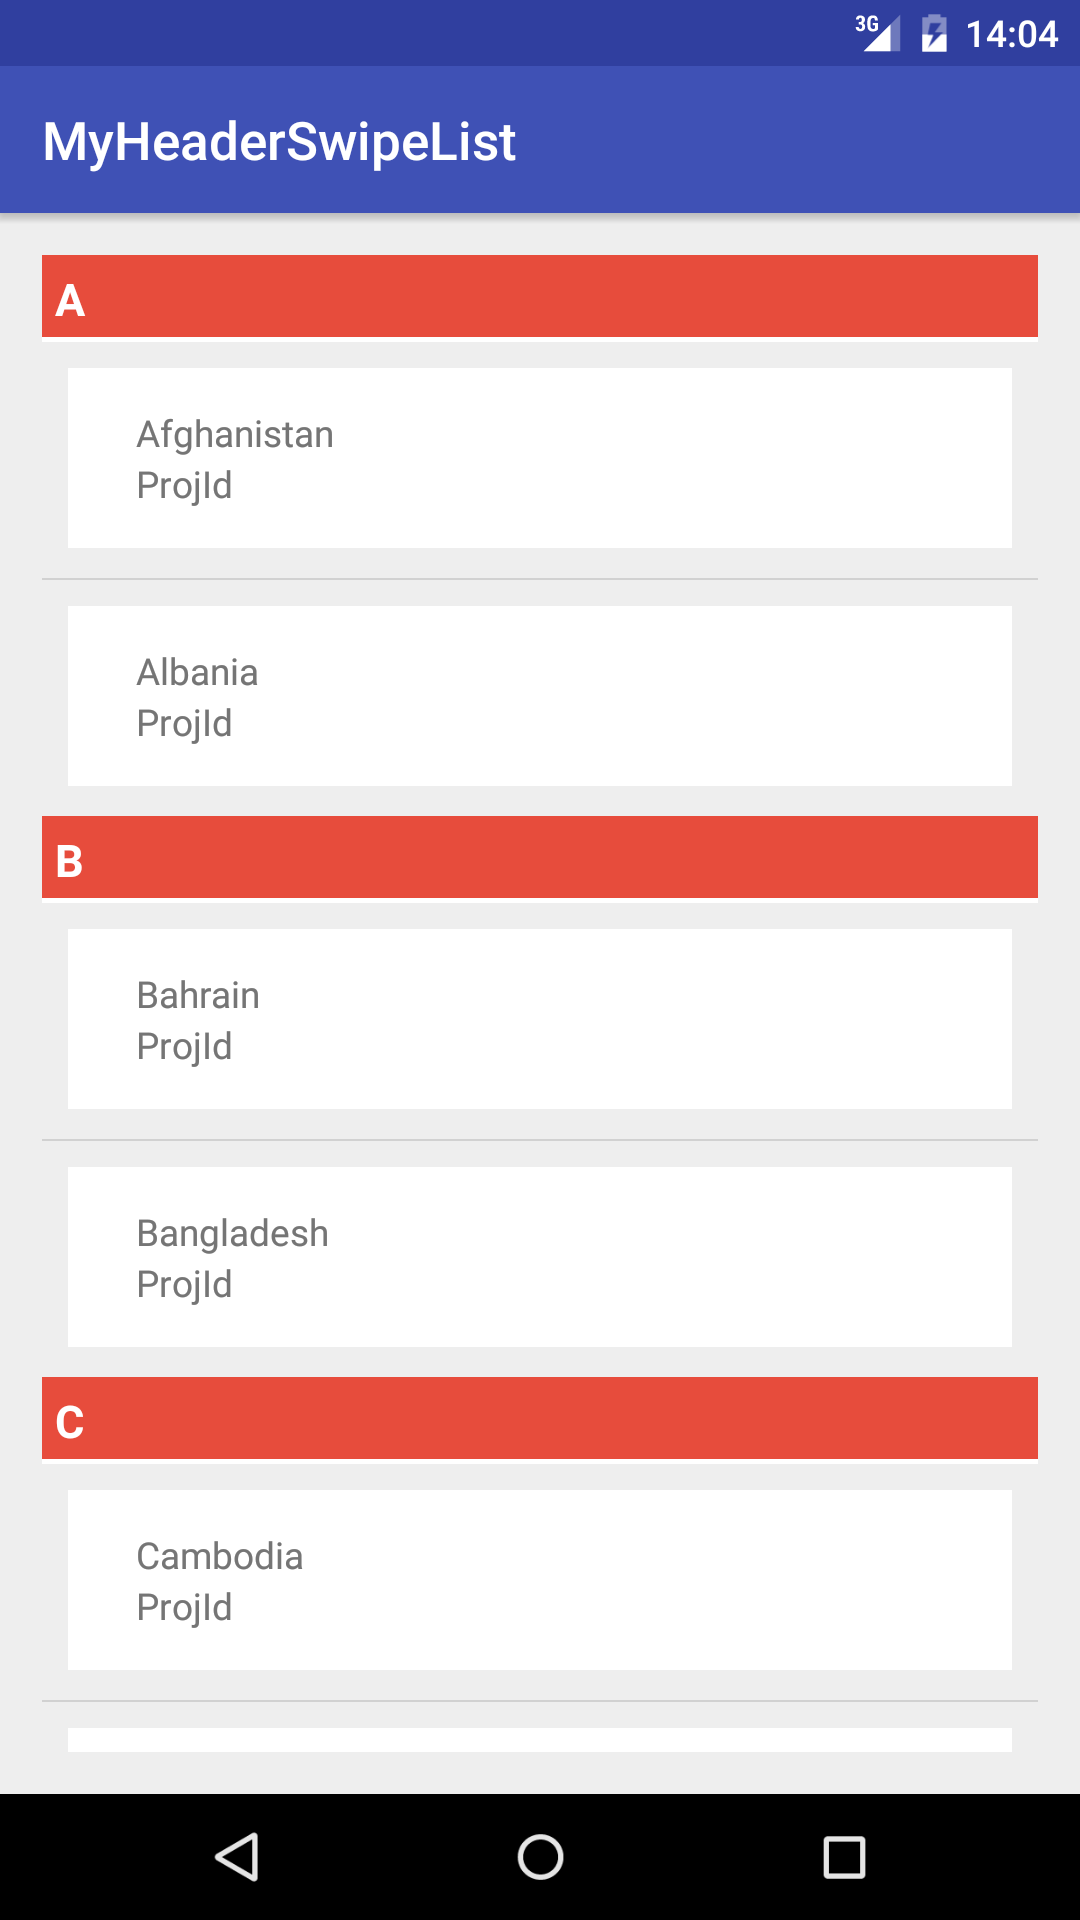 3G 14:04
MyHeaderSwipeList
A
Afghanistan
ProjId
Albania
ProjId
B
Bahrain
ProjId
Bangladesh
ProjId
C
Cambodia
ProjId